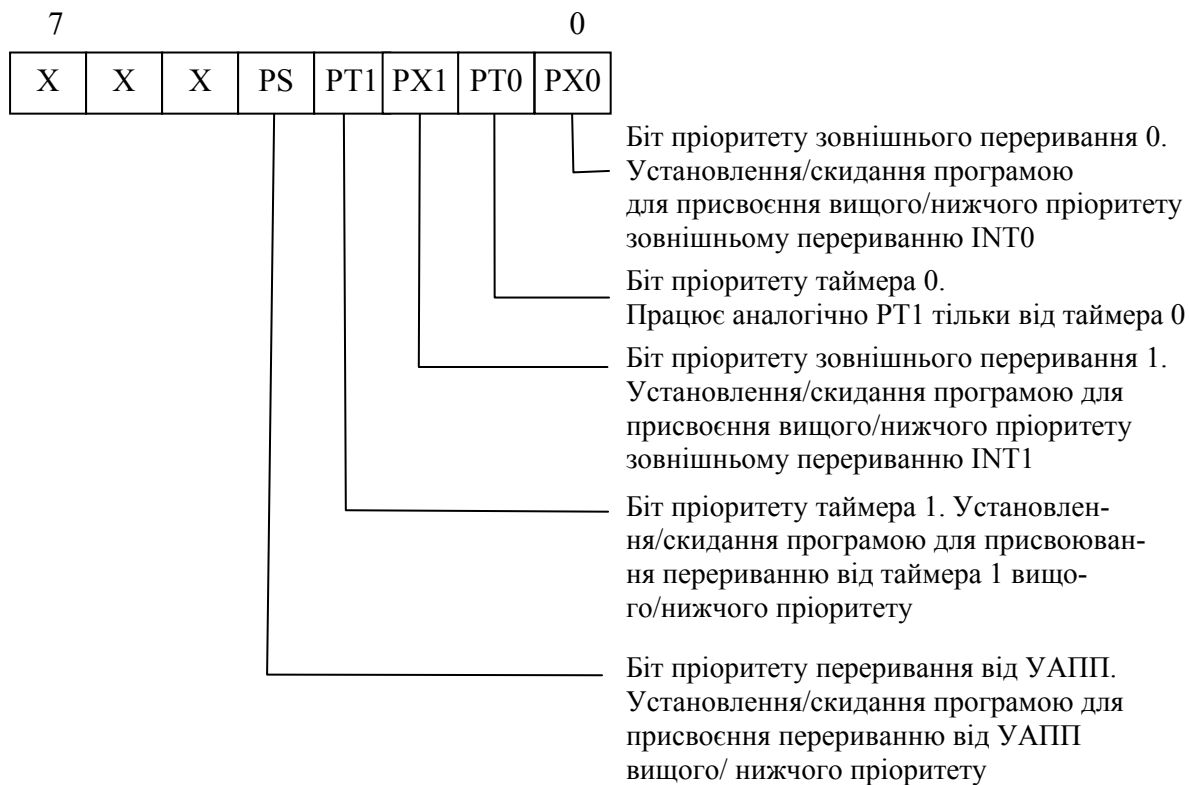 7 0
X X X PS PT1 PX1 PT0 PX0
Біт пріоритету зовнішнього переривання 0.
Установлення/скидання програмою
для присвоєння вищого/нижчого пріоритету
зовнішньому перериванню INT0
Біт пріоритету таймера 0.
Працює аналогічно PT1 тільки від таймера 0
Біт пріоритету зовнішнього переривання 1.
Установлення/скидання програмою для
присвоєння вищого/нижчого пріоритету
зовнішньому перериванню INT1
Біт пріоритету таймера 1. Установлен-
ня/скидання програмою для присвоюван-
ня перериванню від таймера 1 вищо-
го/нижчого пріоритету
Біт пріоритету переривання від УАПП.
Установлення/скидання програмою для
присвоєння перериванню від УАПП
вищого/ нижчого пріоритету